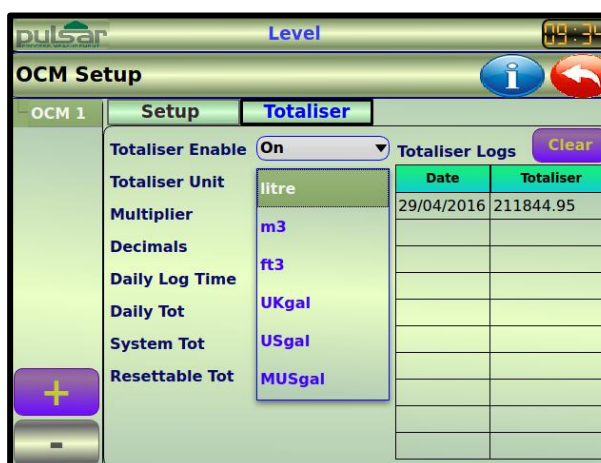 pulsar
Level
09:34
OCM Setup
i
OCM 1
Setup
Totaliser
Totaliser Enable
On
Totaliser Unit
litre
m3
ft3
UKgal
USgal
MUSgal
Multiplier
Decimals
Daily Log Time
Daily Tot
System Tot
Resettable Tot
Totaliser Logs
Clear
Date Totaliser
29/04/2016 211844.95
+
-